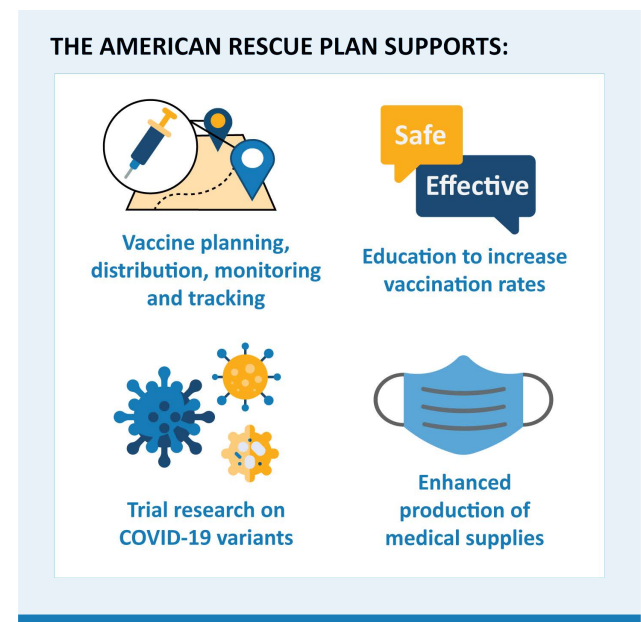 THE AMERICAN RESCUE PLAN SUPPORTS:
Safe
Effective
Vaccine planning,
distribution, monitoring
and tracking
Education to increase
vaccination rates
Trial research on
COVID-19 variants
Enhanced
production of
medical supplies